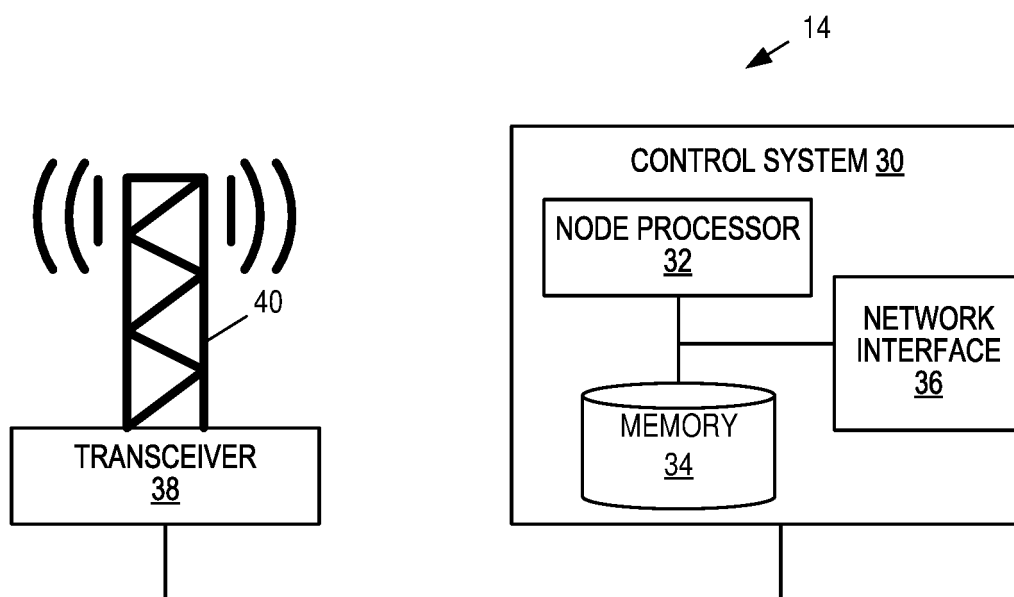 14
CONTROL SYSTEM 30
NODE PROCESSOR
32
40
NETWORK
INTERFACE
36
MEMORY
34
TRANSCEIVER
38